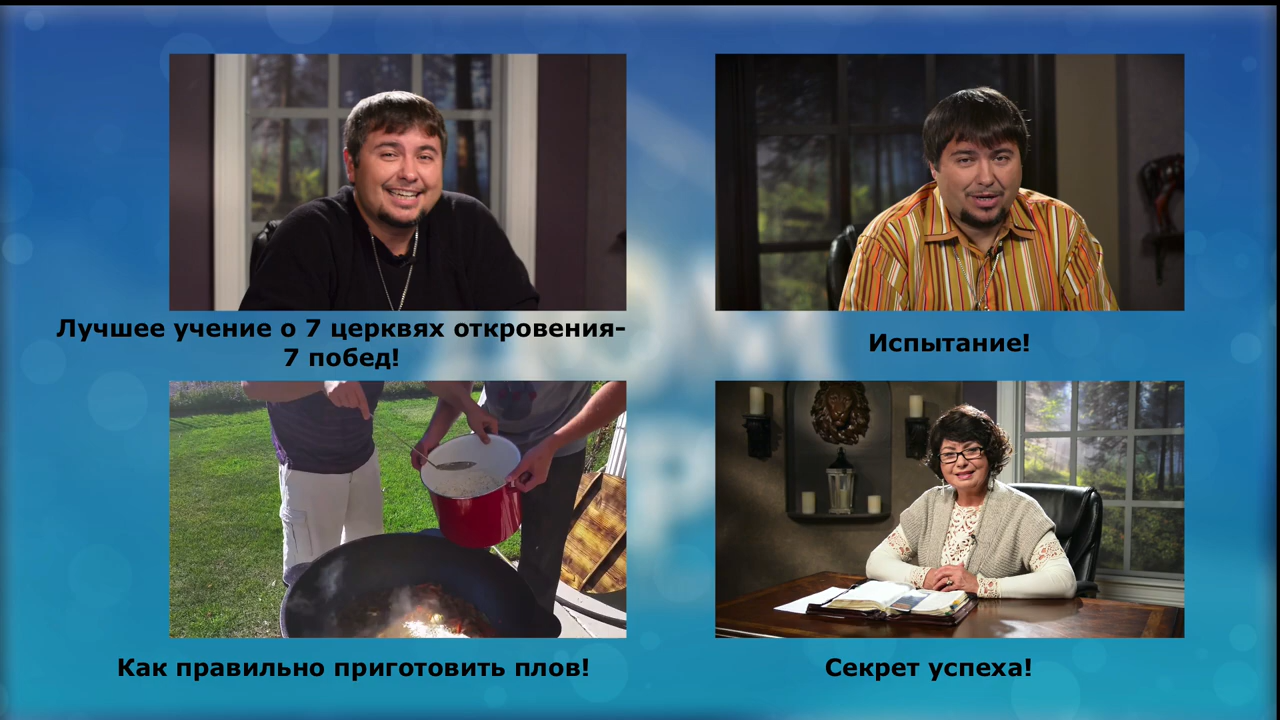 Лучшее учение о 7 церквях откровения-
7 побед!
Испытание!
Как правильно приготовить плов!
Секрет успеха!